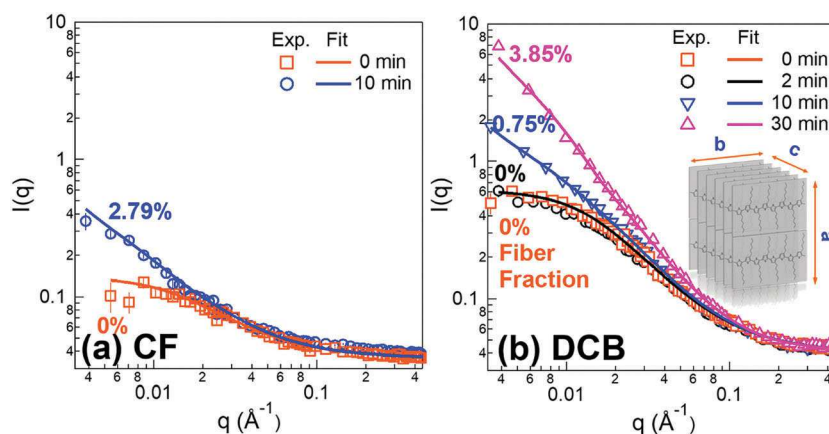 10
8
6
4
2
1
8
6
4
2
0.1
8
6
4
I(q)
Exp. Fit
0 min
10 min
2.79%
0%
(a) CF
4 6 8 0.01 2 4 6 8 0.1 2 4
q (Å⁻¹)
10
8
6
4
2
1
8
6
4
2
0.1
8
6
4
I(q)
Exp. Fit
0 min
2 min
10 min
30 min
3.85%
0.75%
0%
0%
Fiber
Fraction
b
c
a
(b) DCB
4 6 8 0.01 2 4 6 8 0.1 2 4
q (Å⁻¹)